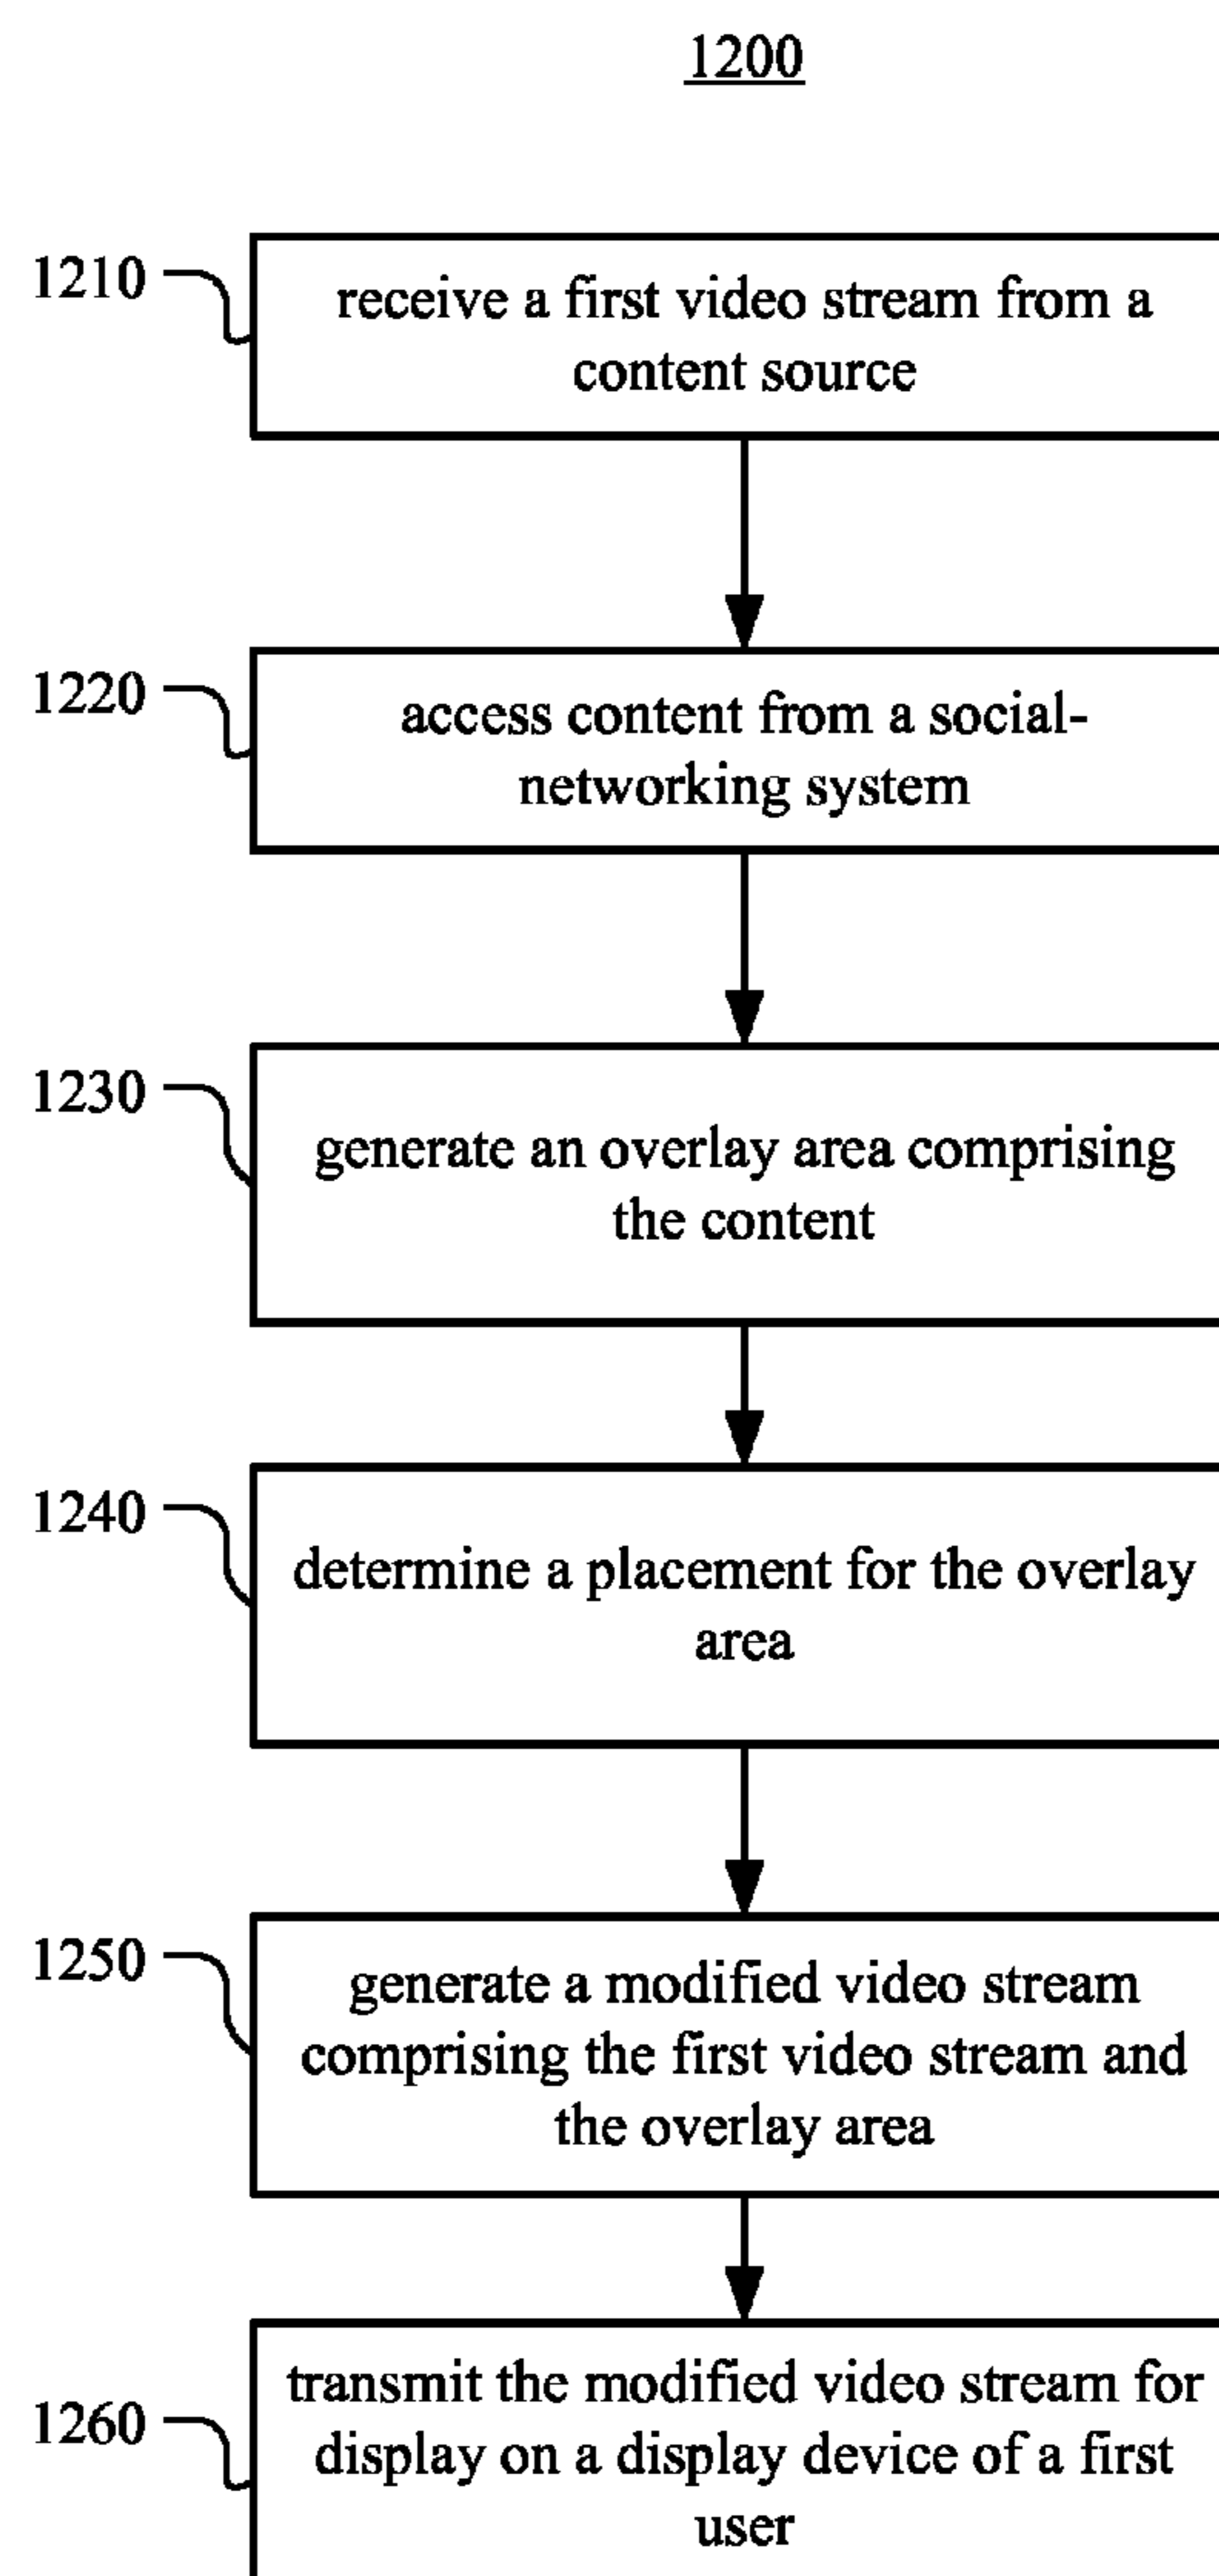 1200
1210
receive a first video stream from a
content source
1220
access content from a social-
networking system
1230
generate an overlay area comprising
the content
1240
determine a placement for the overlay
area
1250
generate a modified video stream
comprising the first video stream and
the overlay area
1260
transmit the modified video stream for
display on a display device of a first
user